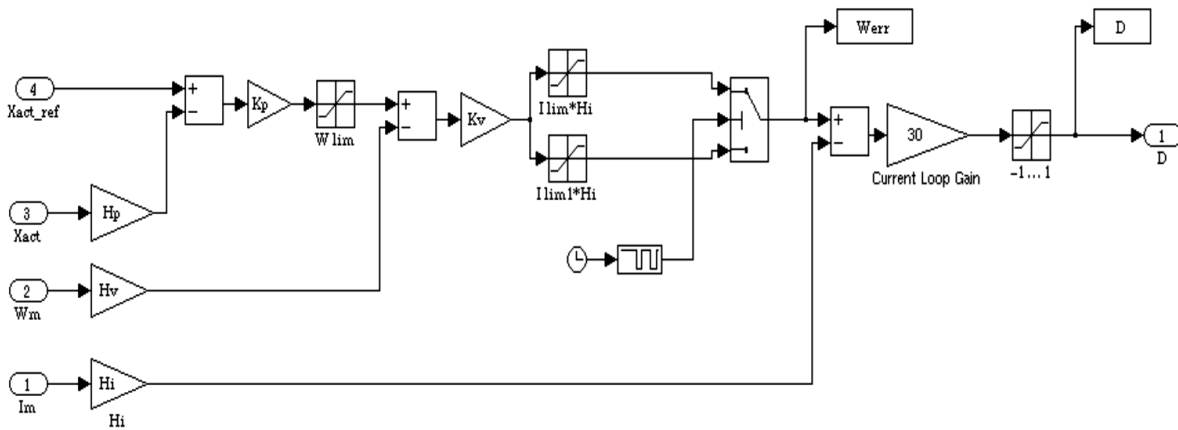 Werr
D
4
Xact_ref
+
−
Kp
W lim
+
−
Kv
I lim*Hi
I lim1*Hi
+
−
30
Current Loop Gain
-1... 1
1
D
3
Xact
Hp
2
Wm
Hv
1
Im
Hi
Hi